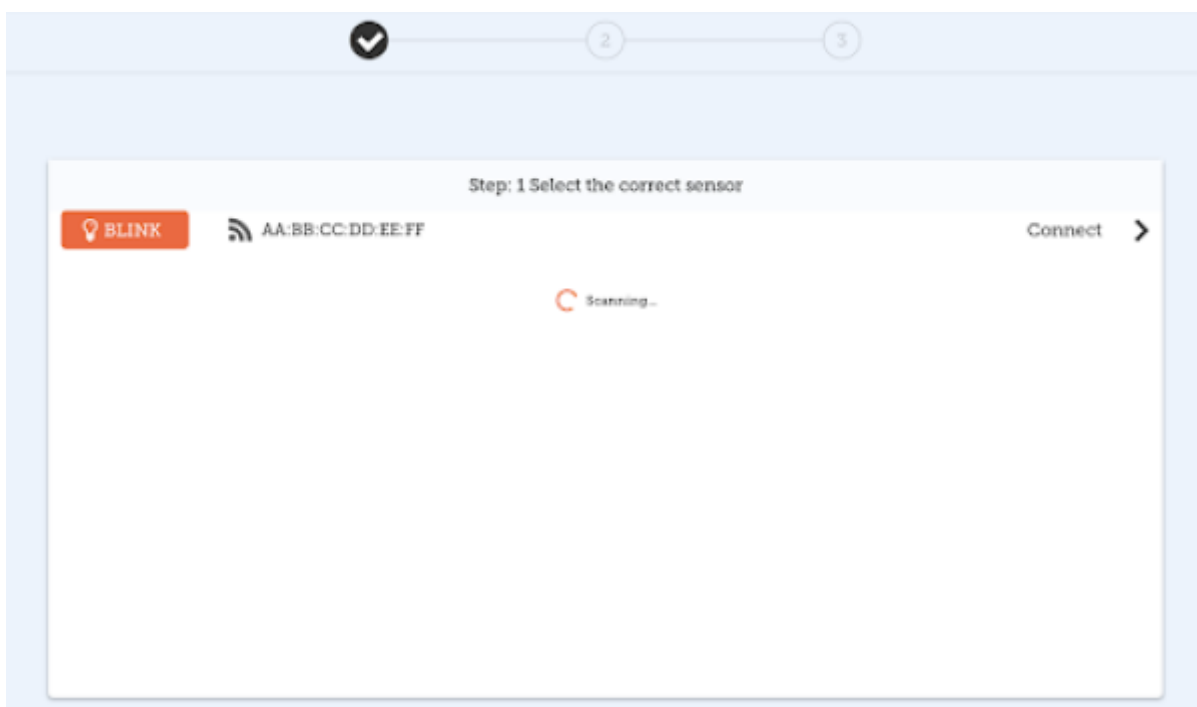 2 3
Step: 1 Select the correct sensor
BLINK AA:BB:CC:DD:EE:FF Connect
Scanning...